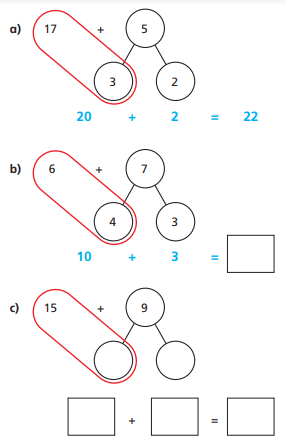 a) 17 + 5
3 2
20 + 2 = 22
b) 6 + 7
4 3
10 + 3 =
c) 15 + 9
+ =